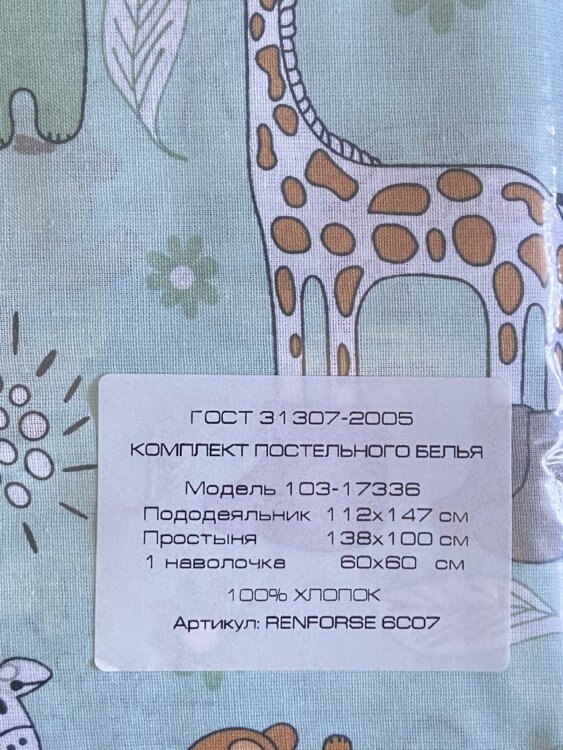 ГОСТ 31307-2005
КОМПЛЕКТ ПОСТЕЛЬНОГО БЕЛЬЯ
Модель 103-17336
Пододеяльник 112х147 см
Простыня 138х100 см
1 наволочка 60х60 см
100% ХЛОПОК
Артикул: RENFORSE 6C07